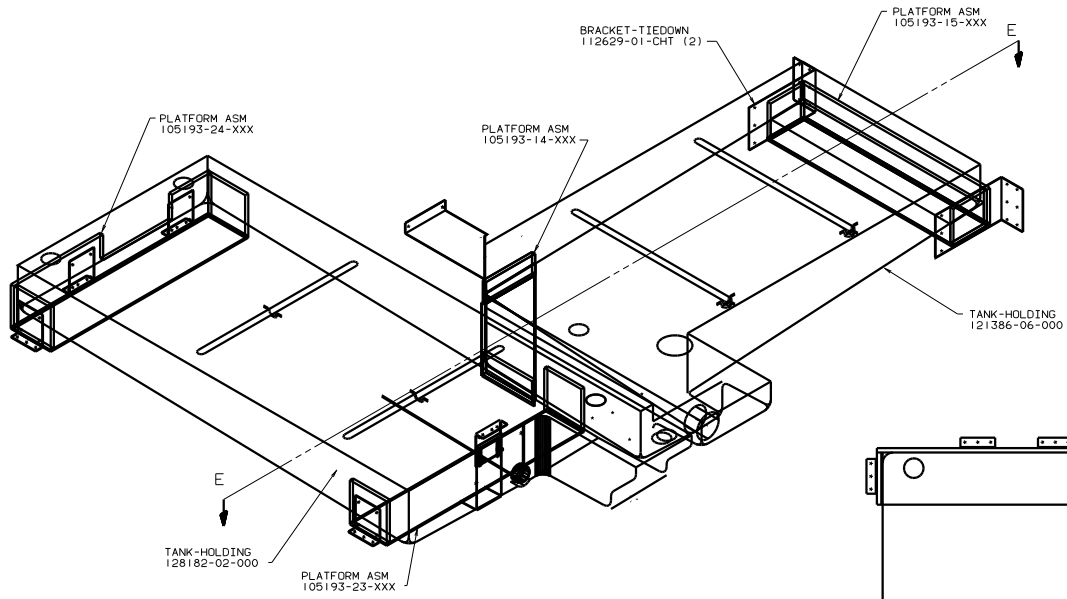 PLATFORM ASM
105193-15-XXX
E
BRACKET-TIEDOWN
112629-01-CHT (2)
PLATFORM ASM
105193-24-XXX
PLATFORM ASM
105193-14-XXX
TANK-HOLDING
121386-06-000
E
TANK-HOLDING
128182-02-000
PLATFORM ASM
105193-23-XXX